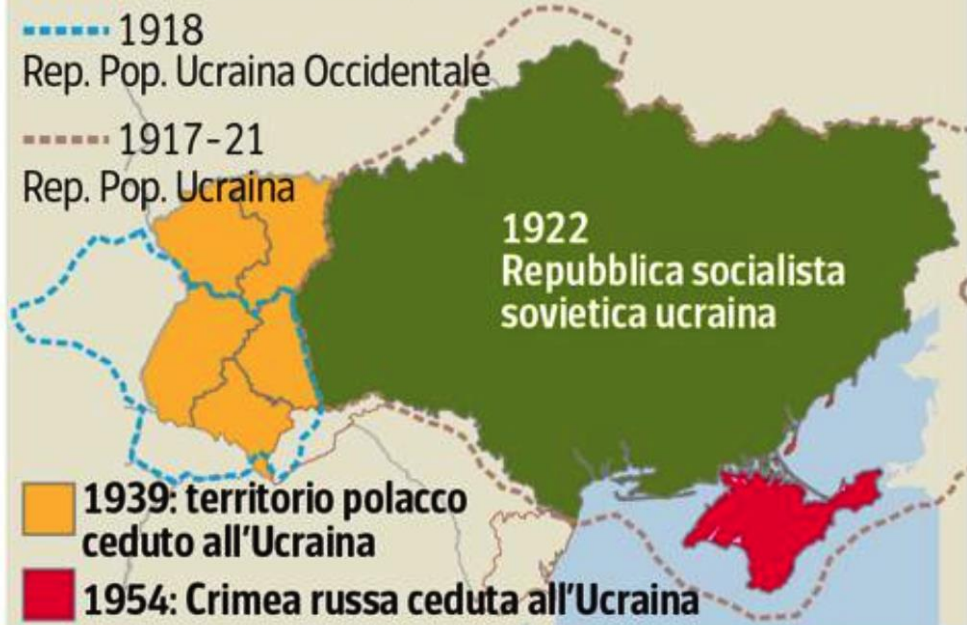 1918
Rep. Pop. Ucraina Occidentale
1917-21
Rep. Pop. Ucraina
1922
Repubblica socialista
sovietica ucraina
1939: territorio polacco
ceduto all'Ucraina
1954: Crimea russa ceduta all'Ucraina